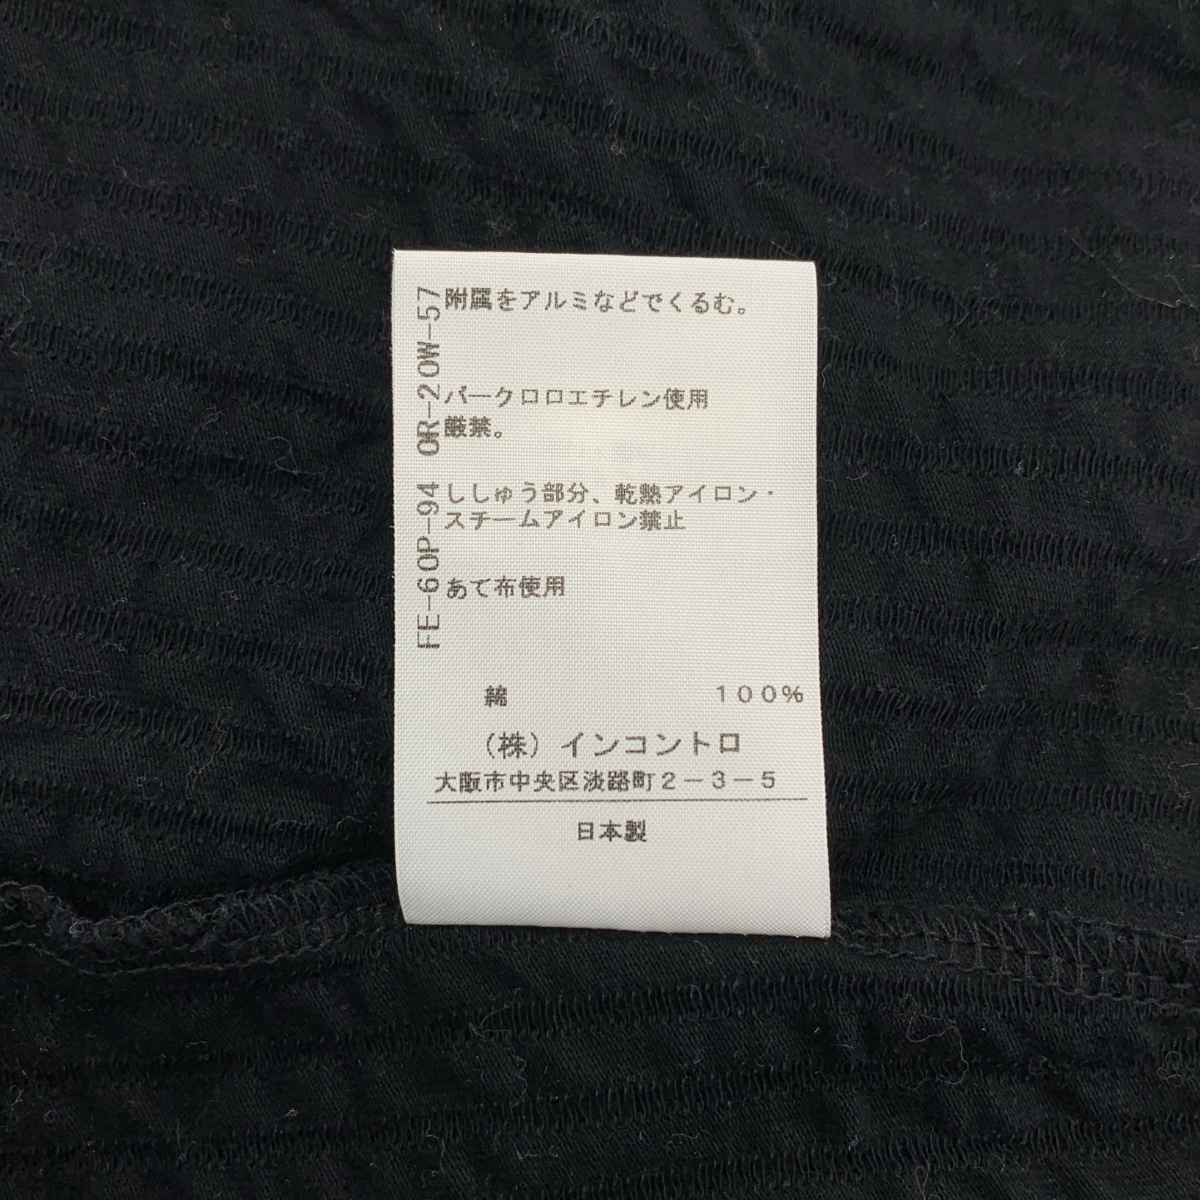 附属をアルミなどでくるむ。
パークロロエチレン使用
厳禁。
ししゅう部分、乾熱アイロン・
スチームアイロン禁止
あて布使用
綿 100%
（株）インコントロ
大阪市中央区淡路町2-3-5
日本製
FE-60P-94 OR-20W-57